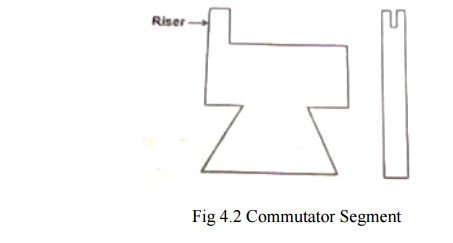 Riser
Fig 4.2 Commutator Segment